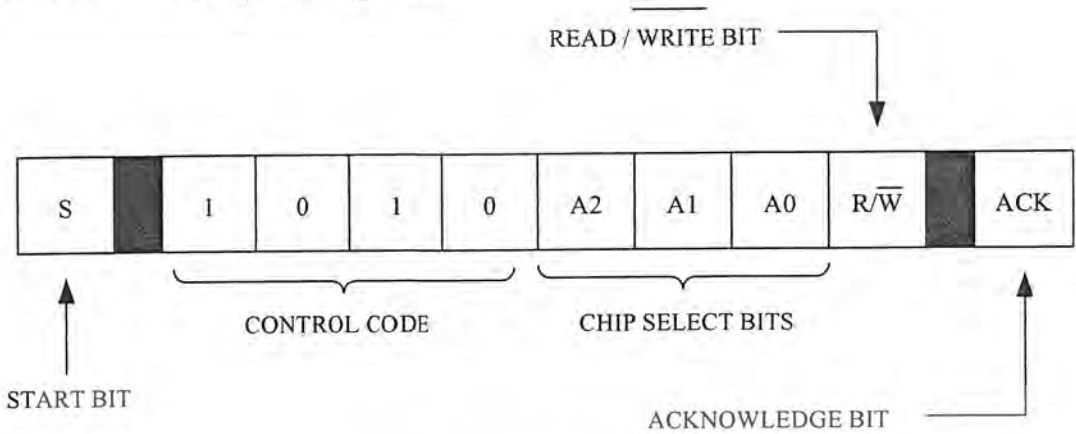 READ / WRITE BIT
S 1 0 1 0 A2 A1 A0 R/W̅ ACK
CONTROL CODE CHIP SELECT BITS
START BIT
ACKNOWLEDGE BIT